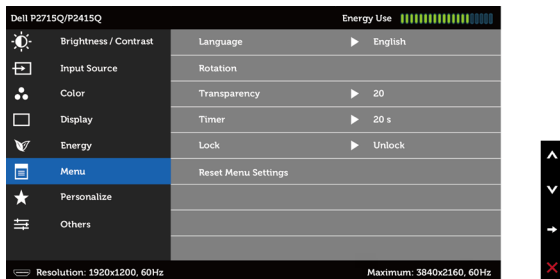 Dell P2715Q/P2415Q Energy Use
Brightness / Contrast Language English
Input Source Rotation
Color Transparency 20
Display Timer 20 s
Energy Lock Unlock
Menu Reset Menu Settings
Personalize
Others
Resolution: 1920x1200, 60Hz Maximum: 3840x2160, 60Hz